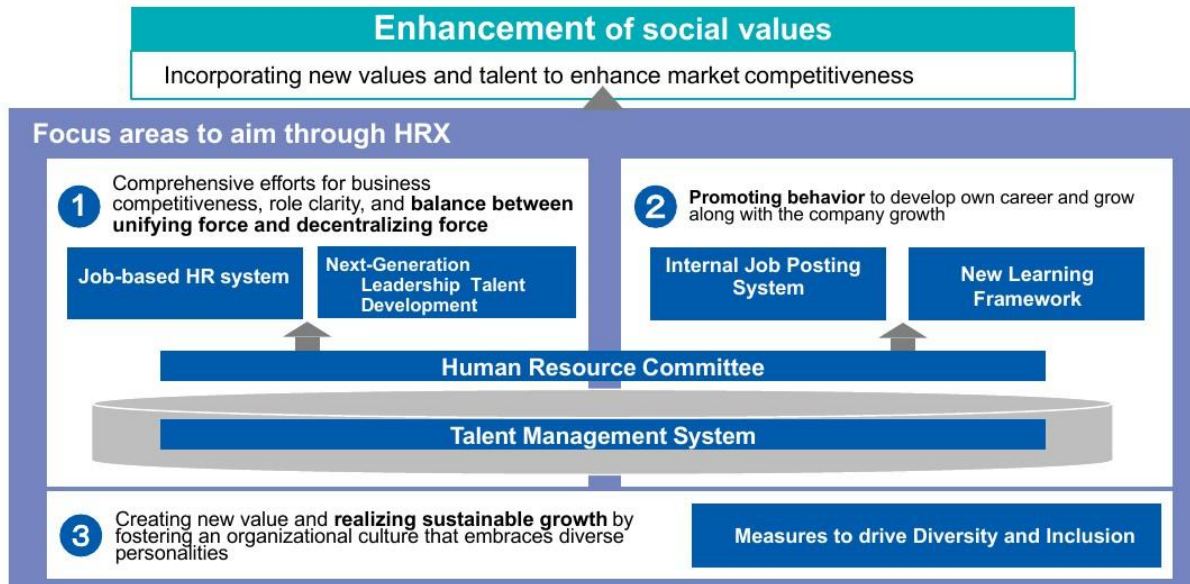 Enhancement of social values
Incorporating new values and talent to enhance market competitiveness
Focus areas to aim through HRX
1
Comprehensive efforts for business
competitiveness, role clarity, and balance between
unifying force and decentralizing force
Job-based HR system
Next-Generation
Leadership Talent
Development
2
Promoting behavior to develop own career and grow
along with the company growth
Internal Job Posting
System
New Learning
Framework
Human Resource Committee
Talent Management System
3
Creating new value and realizing sustainable growth by
fostering an organizational culture that embraces diverse
personalities
Measures to drive Diversity and Inclusion